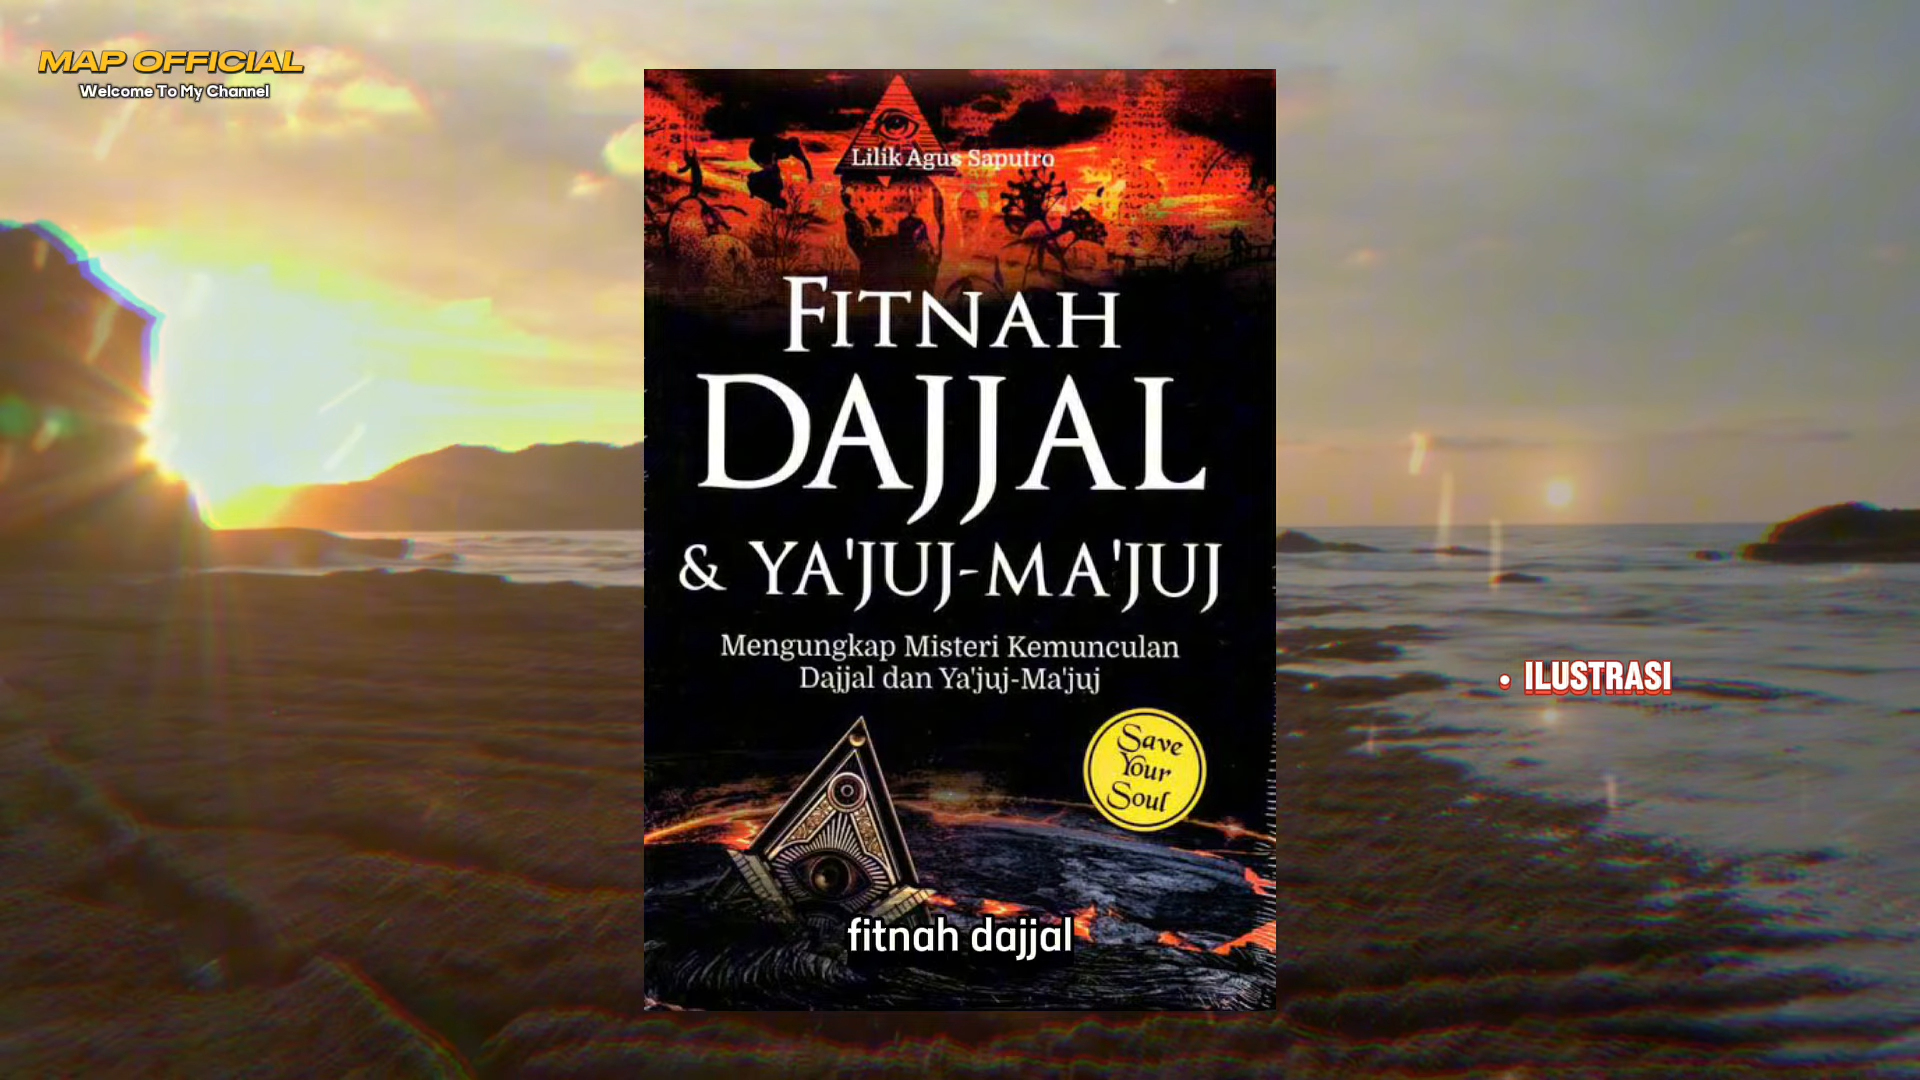 MAP OFFICIAL
Welcome To My Channel
Lilik Agus Saputro
FITNAH
DAJJAL
& YA'JUJ-MA'JUJ
Mengungkap Misteri Kemunculan
Dajjal dan Ya'juj-Ma'juj
Save
Your
Soul
• ILUSTRASI
fitnah dajjal